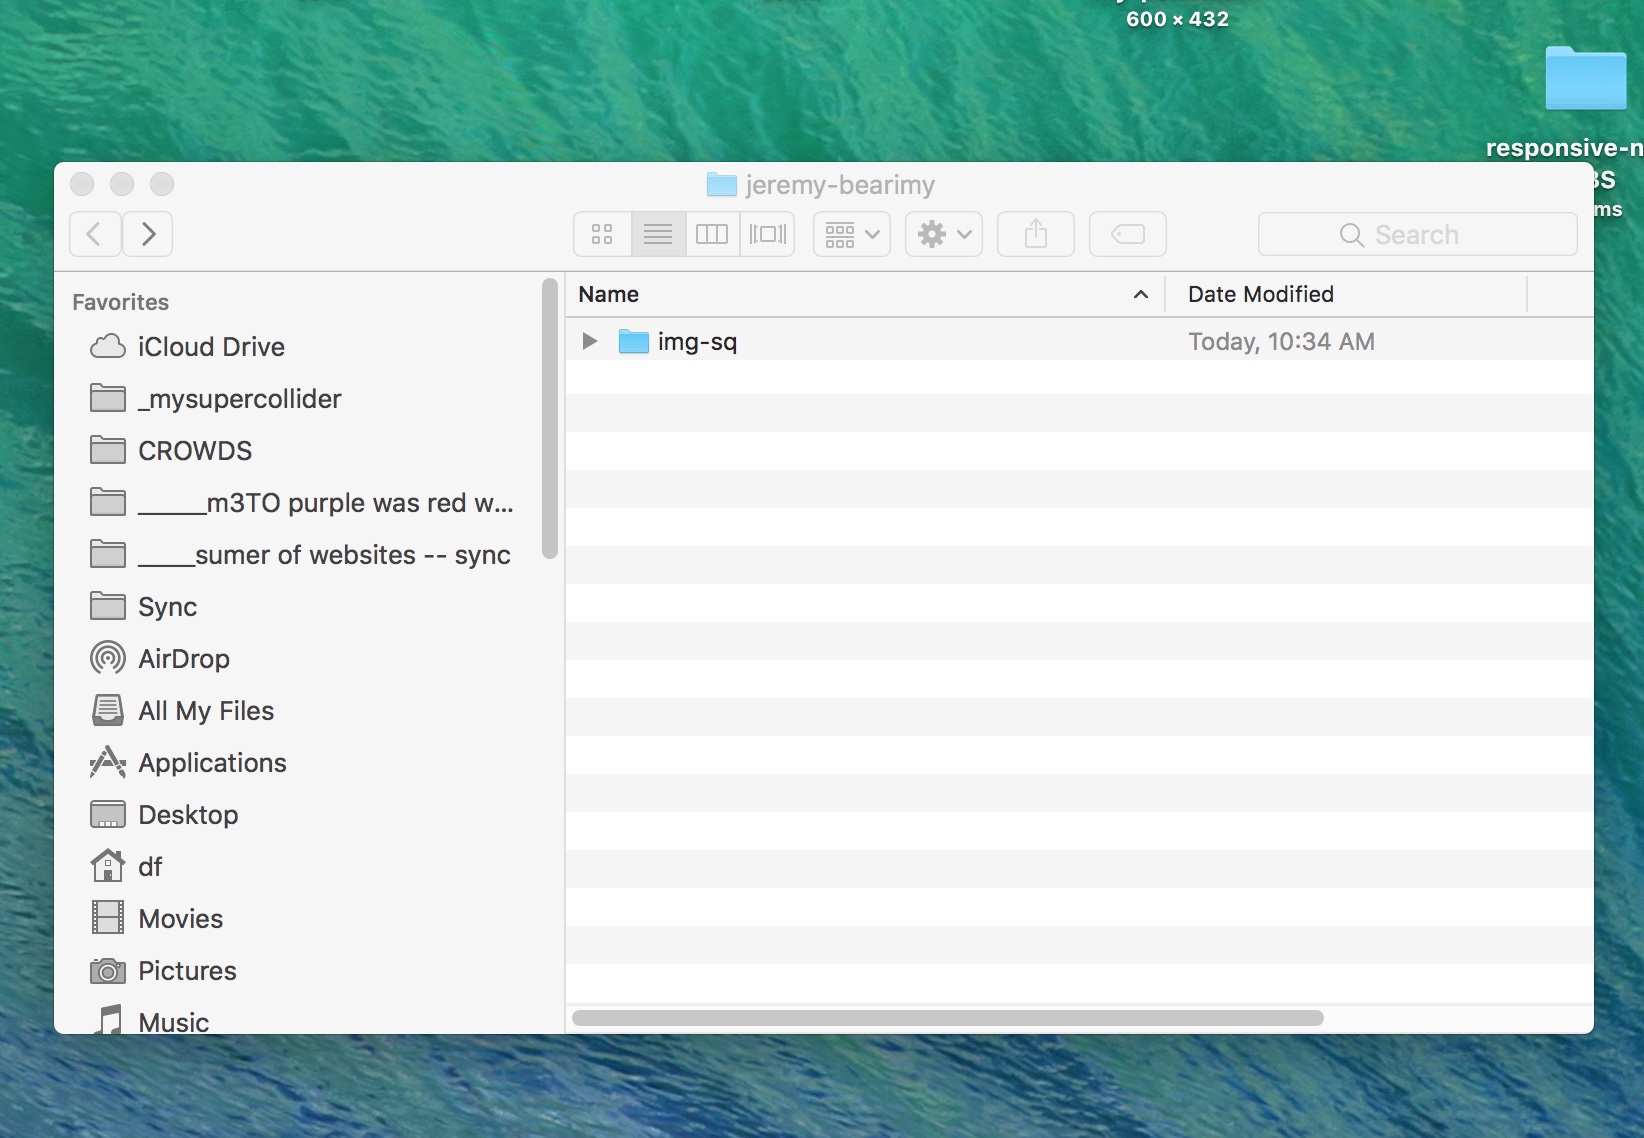 600 × 432
responsive-n
jeremy-bearimy
Search
Favorites
iCloud Drive
_mysupercollider
CROWDS
______m3TO purple was red w...
_____sumer of websites -- sync
Sync
AirDrop
All My Files
Applications
Desktop
df
Movies
Pictures
Music
Name
Date Modified
img-sq
Today, 10:34 AM